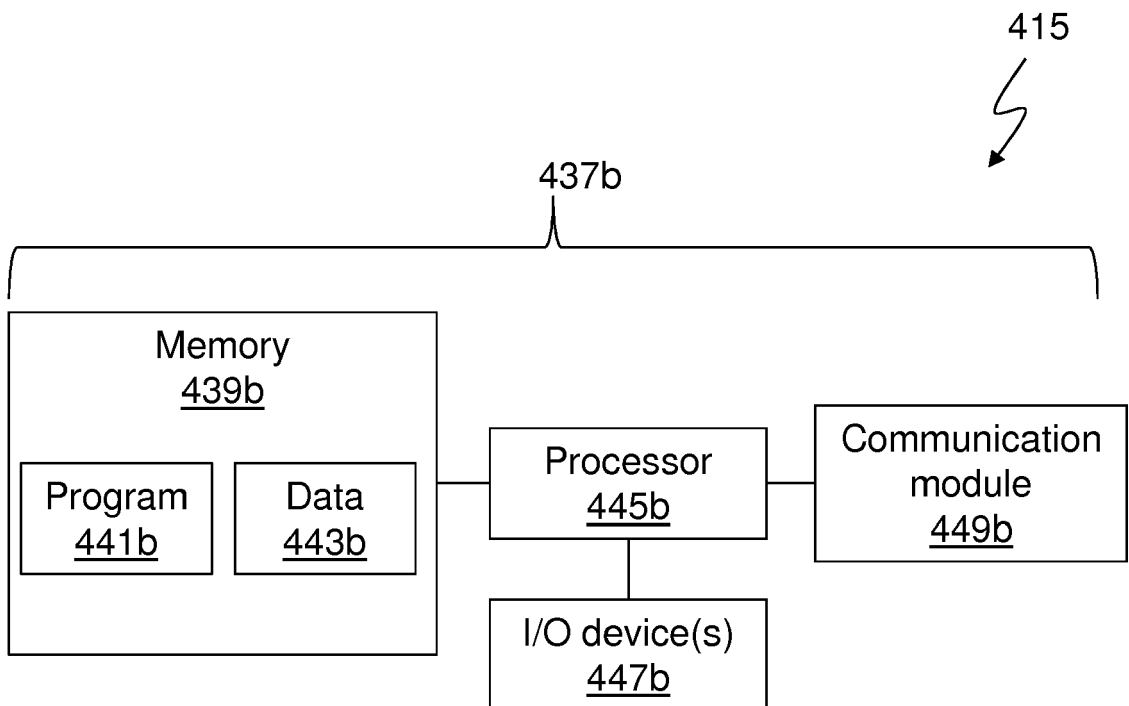 415
437b
Memory
439b
Program
441b
Data
443b
Processor
445b
Communication
module
449b
I/O device(s)
447b